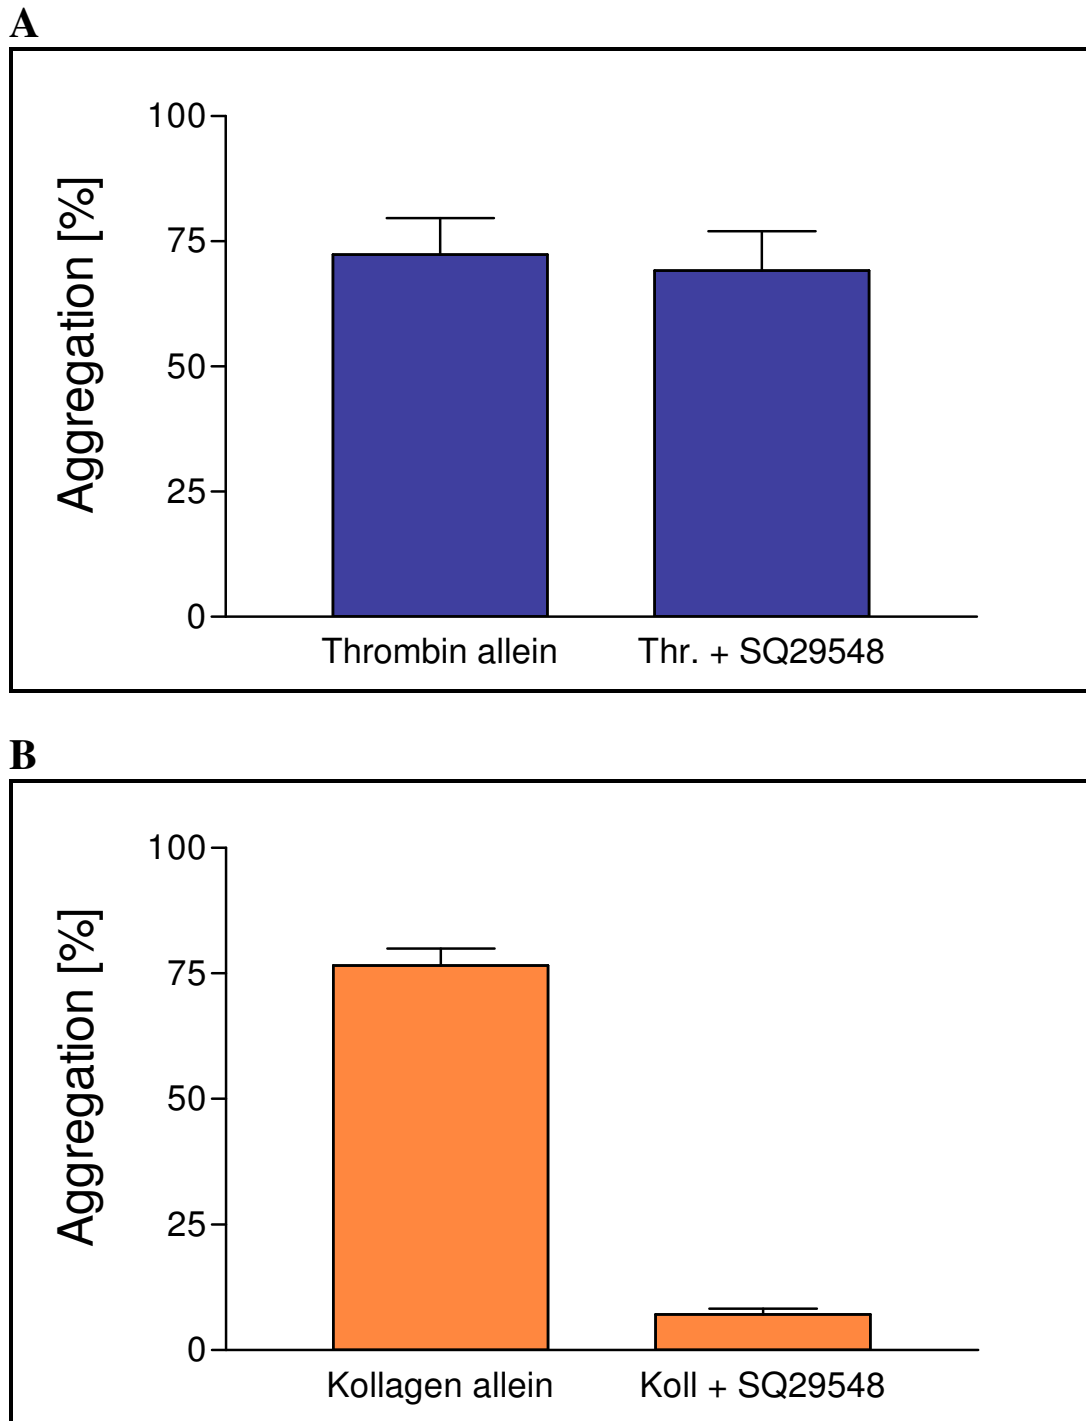 A
Aggregation [%]
100
75
50
25
0
Thrombin allein
Thr. + SQ29548
B
Aggregation [%]
100
75
50
25
0
Kollagen allein
Koll + SQ29548